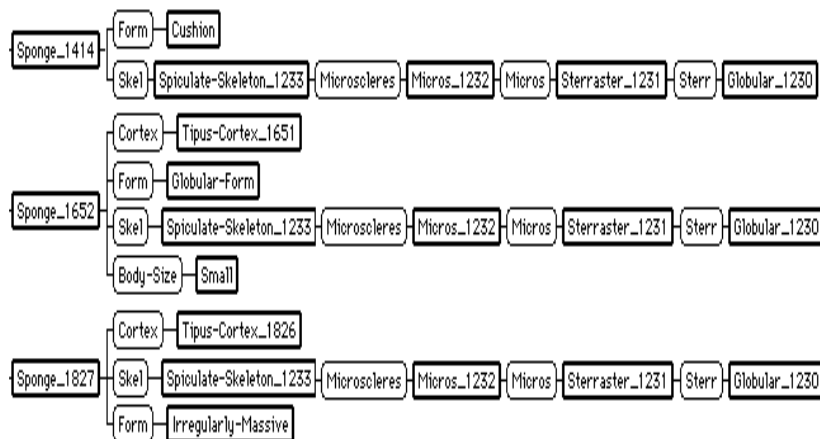 Form Cushion
Sponge_1414
Skel Spiculate-Skeleton_1233 Microscleres Micros_1232 Micros Sterraster_1231 Sterr Globular_1230
Cortex Tipus-Cortex_1651
Form Globular-Form
Sponge_1652
Skel Spiculate-Skeleton_1233 Microscleres Micros_1232 Micros Sterraster_1231 Sterr Globular_1230
Body-Size Small
Cortex Tipus-Cortex_1826
Sponge_1827 Skel Spiculate-Skeleton_1233 Microscleres Micros_1232 Micros Sterraster_1231 Sterr Globular_1230
Form Irregularly-Massive